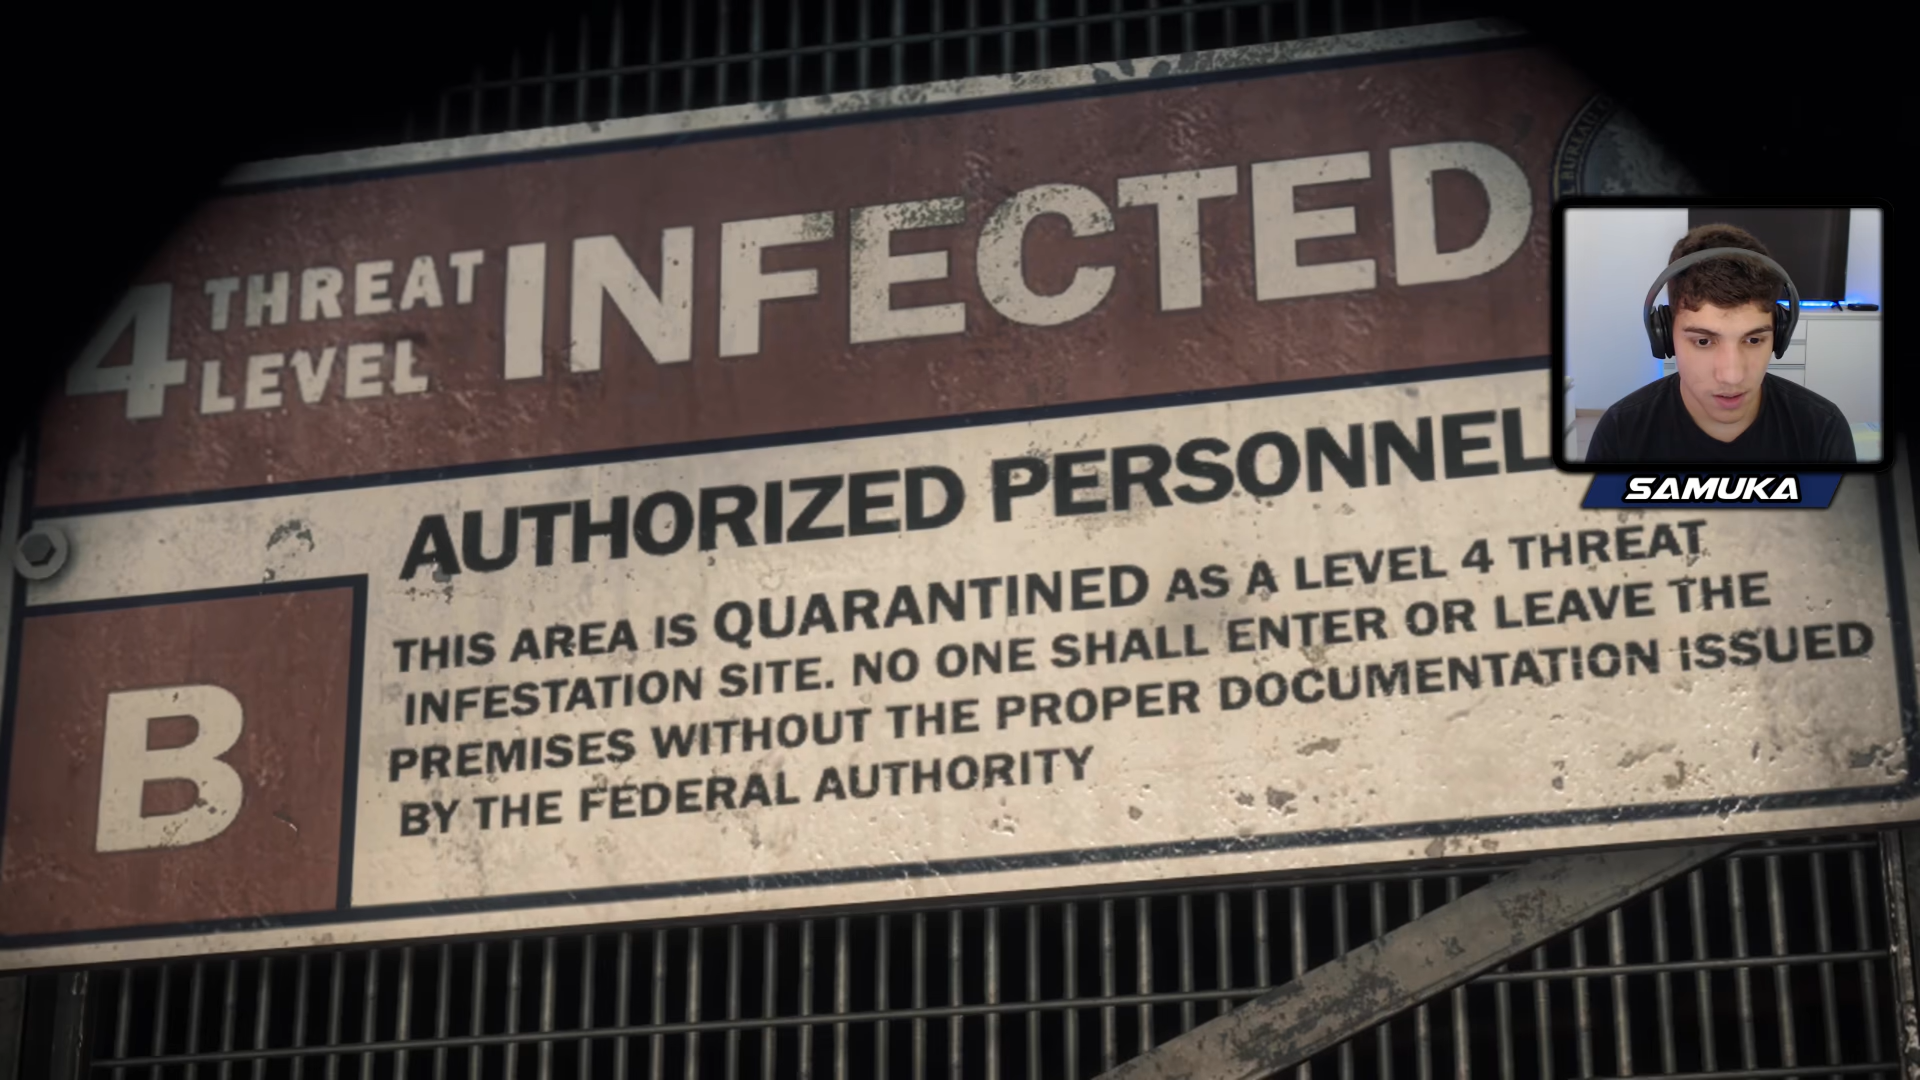 BUREAU
4 THREAT LEVEL INFECTED
AUTHORIZED PERSONNEL
THIS AREA IS QUARANTINED AS A LEVEL 4 THREAT
INFESTATION SITE. NO ONE SHALL ENTER OR LEAVE THE
PREMISES WITHOUT THE PROPER DOCUMENTATION ISSUED
BY THE FEDERAL AUTHORITY
B
SAMUKA